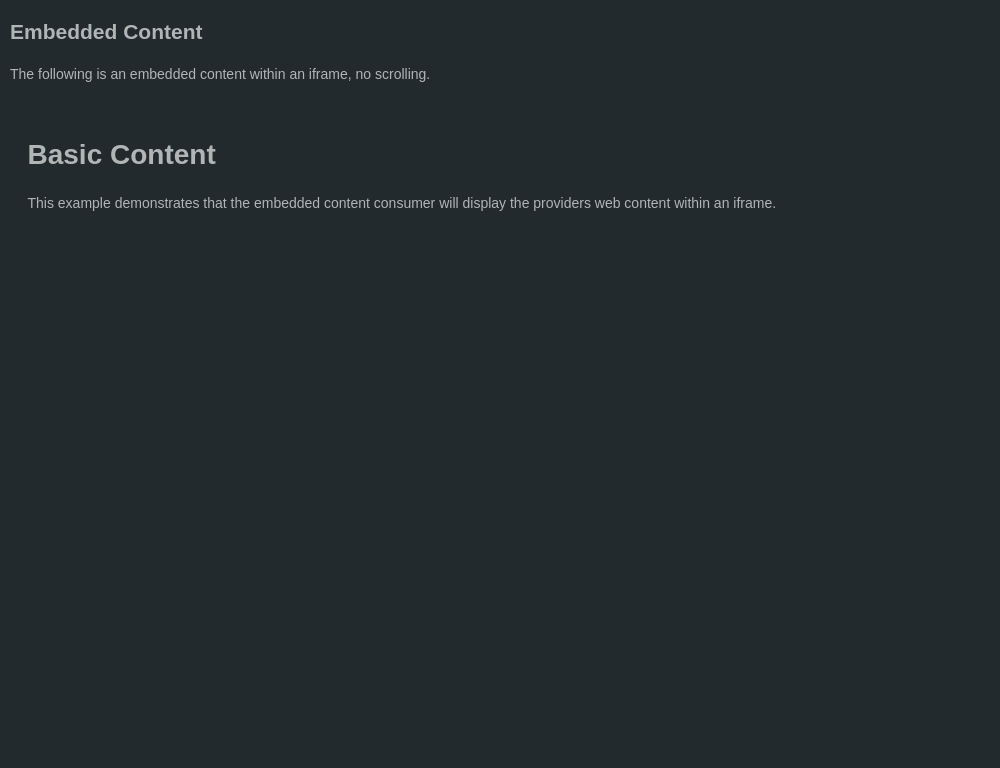 Embedded Content
The following is an embedded content within an iframe, no scrolling.
Basic Content
This example demonstrates that the embedded content consumer will display the providers web content within an iframe.